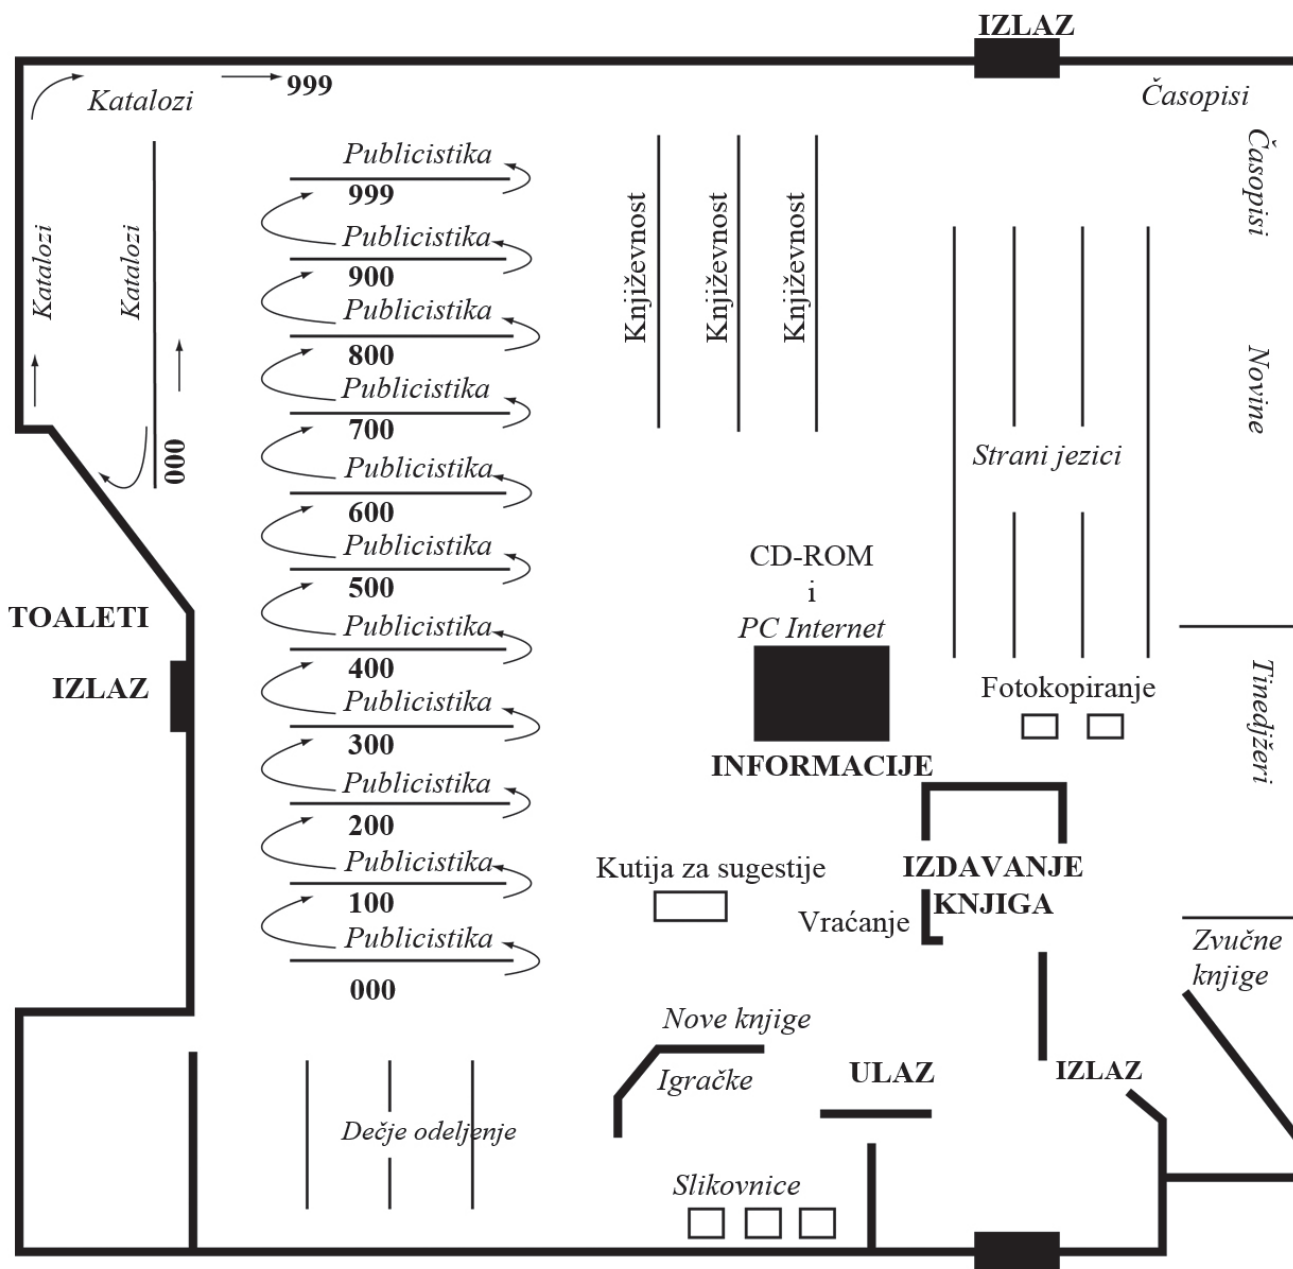 IZLAZ
Katalozi
999
Časopisi
Časopisi
Publicistika
999
Publicistika
900
Publicistika
800
Publicistika
700
Publicistika
600
Publicistika
500
Publicistika
400
Publicistika
300
Publicistika
200
Publicistika
100
Publicistika
000
Katalozi
Katalozi
000
Književnost
Književnost
Književnost
Novine
Strani jezici
CD-ROM
i
PC Internet
TOALETI
IZLAZ
Fotokopiranje
Tinedjžeri
INFORMACIJE
Kutija za sugestije
IZDAVANJE
KNJIGA
Vraćanje
Zvučne
knjige
Nove knjige
Igračke
ULAZ
IZLAZ
Dečje odeljenje
Slikovnice